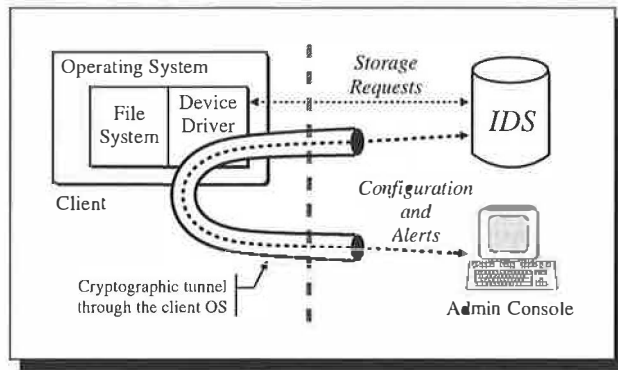 Operating System
File
System
Device
Driver
Client
Storage
Requests
IDS
Configuration
and
Alerts
Cryptographic tunnel
through the client OS
Admin Console